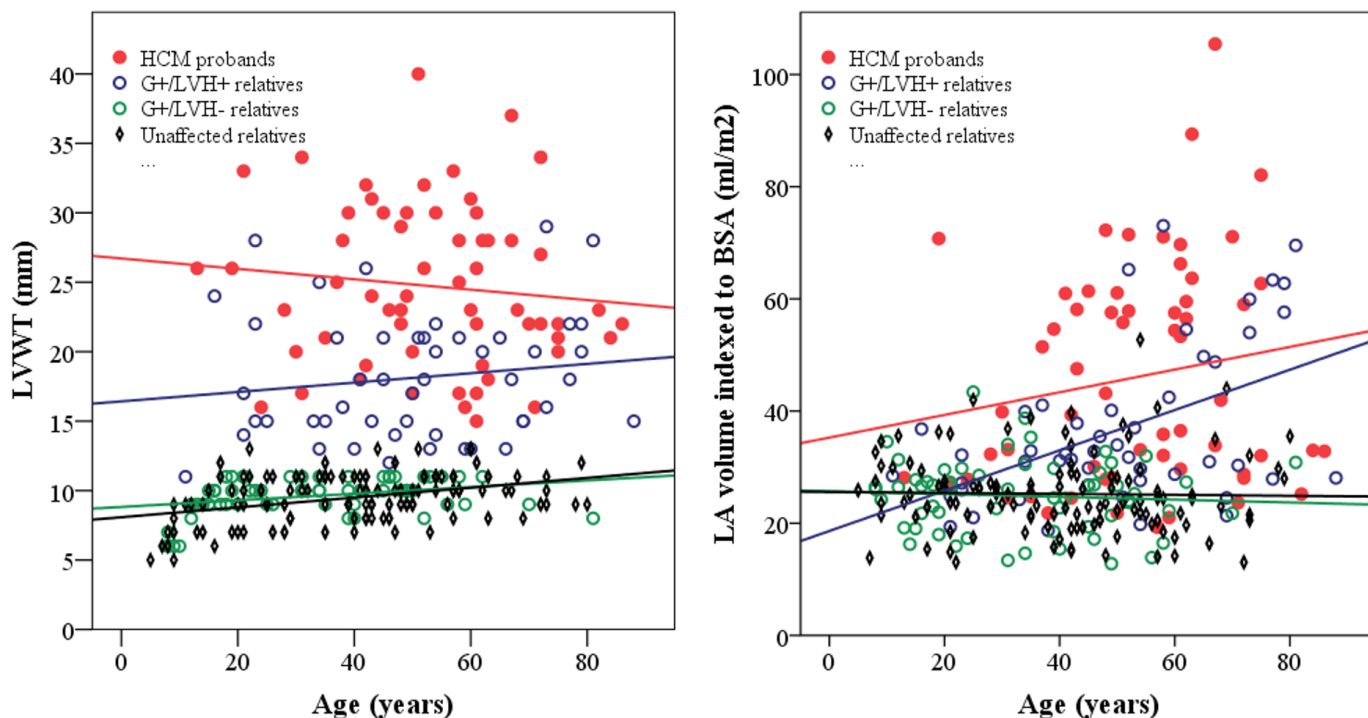 HCM probands
G+/LVH+ relatives
G+/LVH- relatives
Unaffected relatives
...
40
35
30
25
20
15
10
5
0
LVWT (mm)
0 20 40 60 80
Age (years)
HCM probands
G+/LVH+ relatives
G+/LVH- relatives
Unaffected relatives
...
100
80
60
40
20
0
LA volume indexed to BSA (ml/m2)
0 20 40 60 80
Age (years)